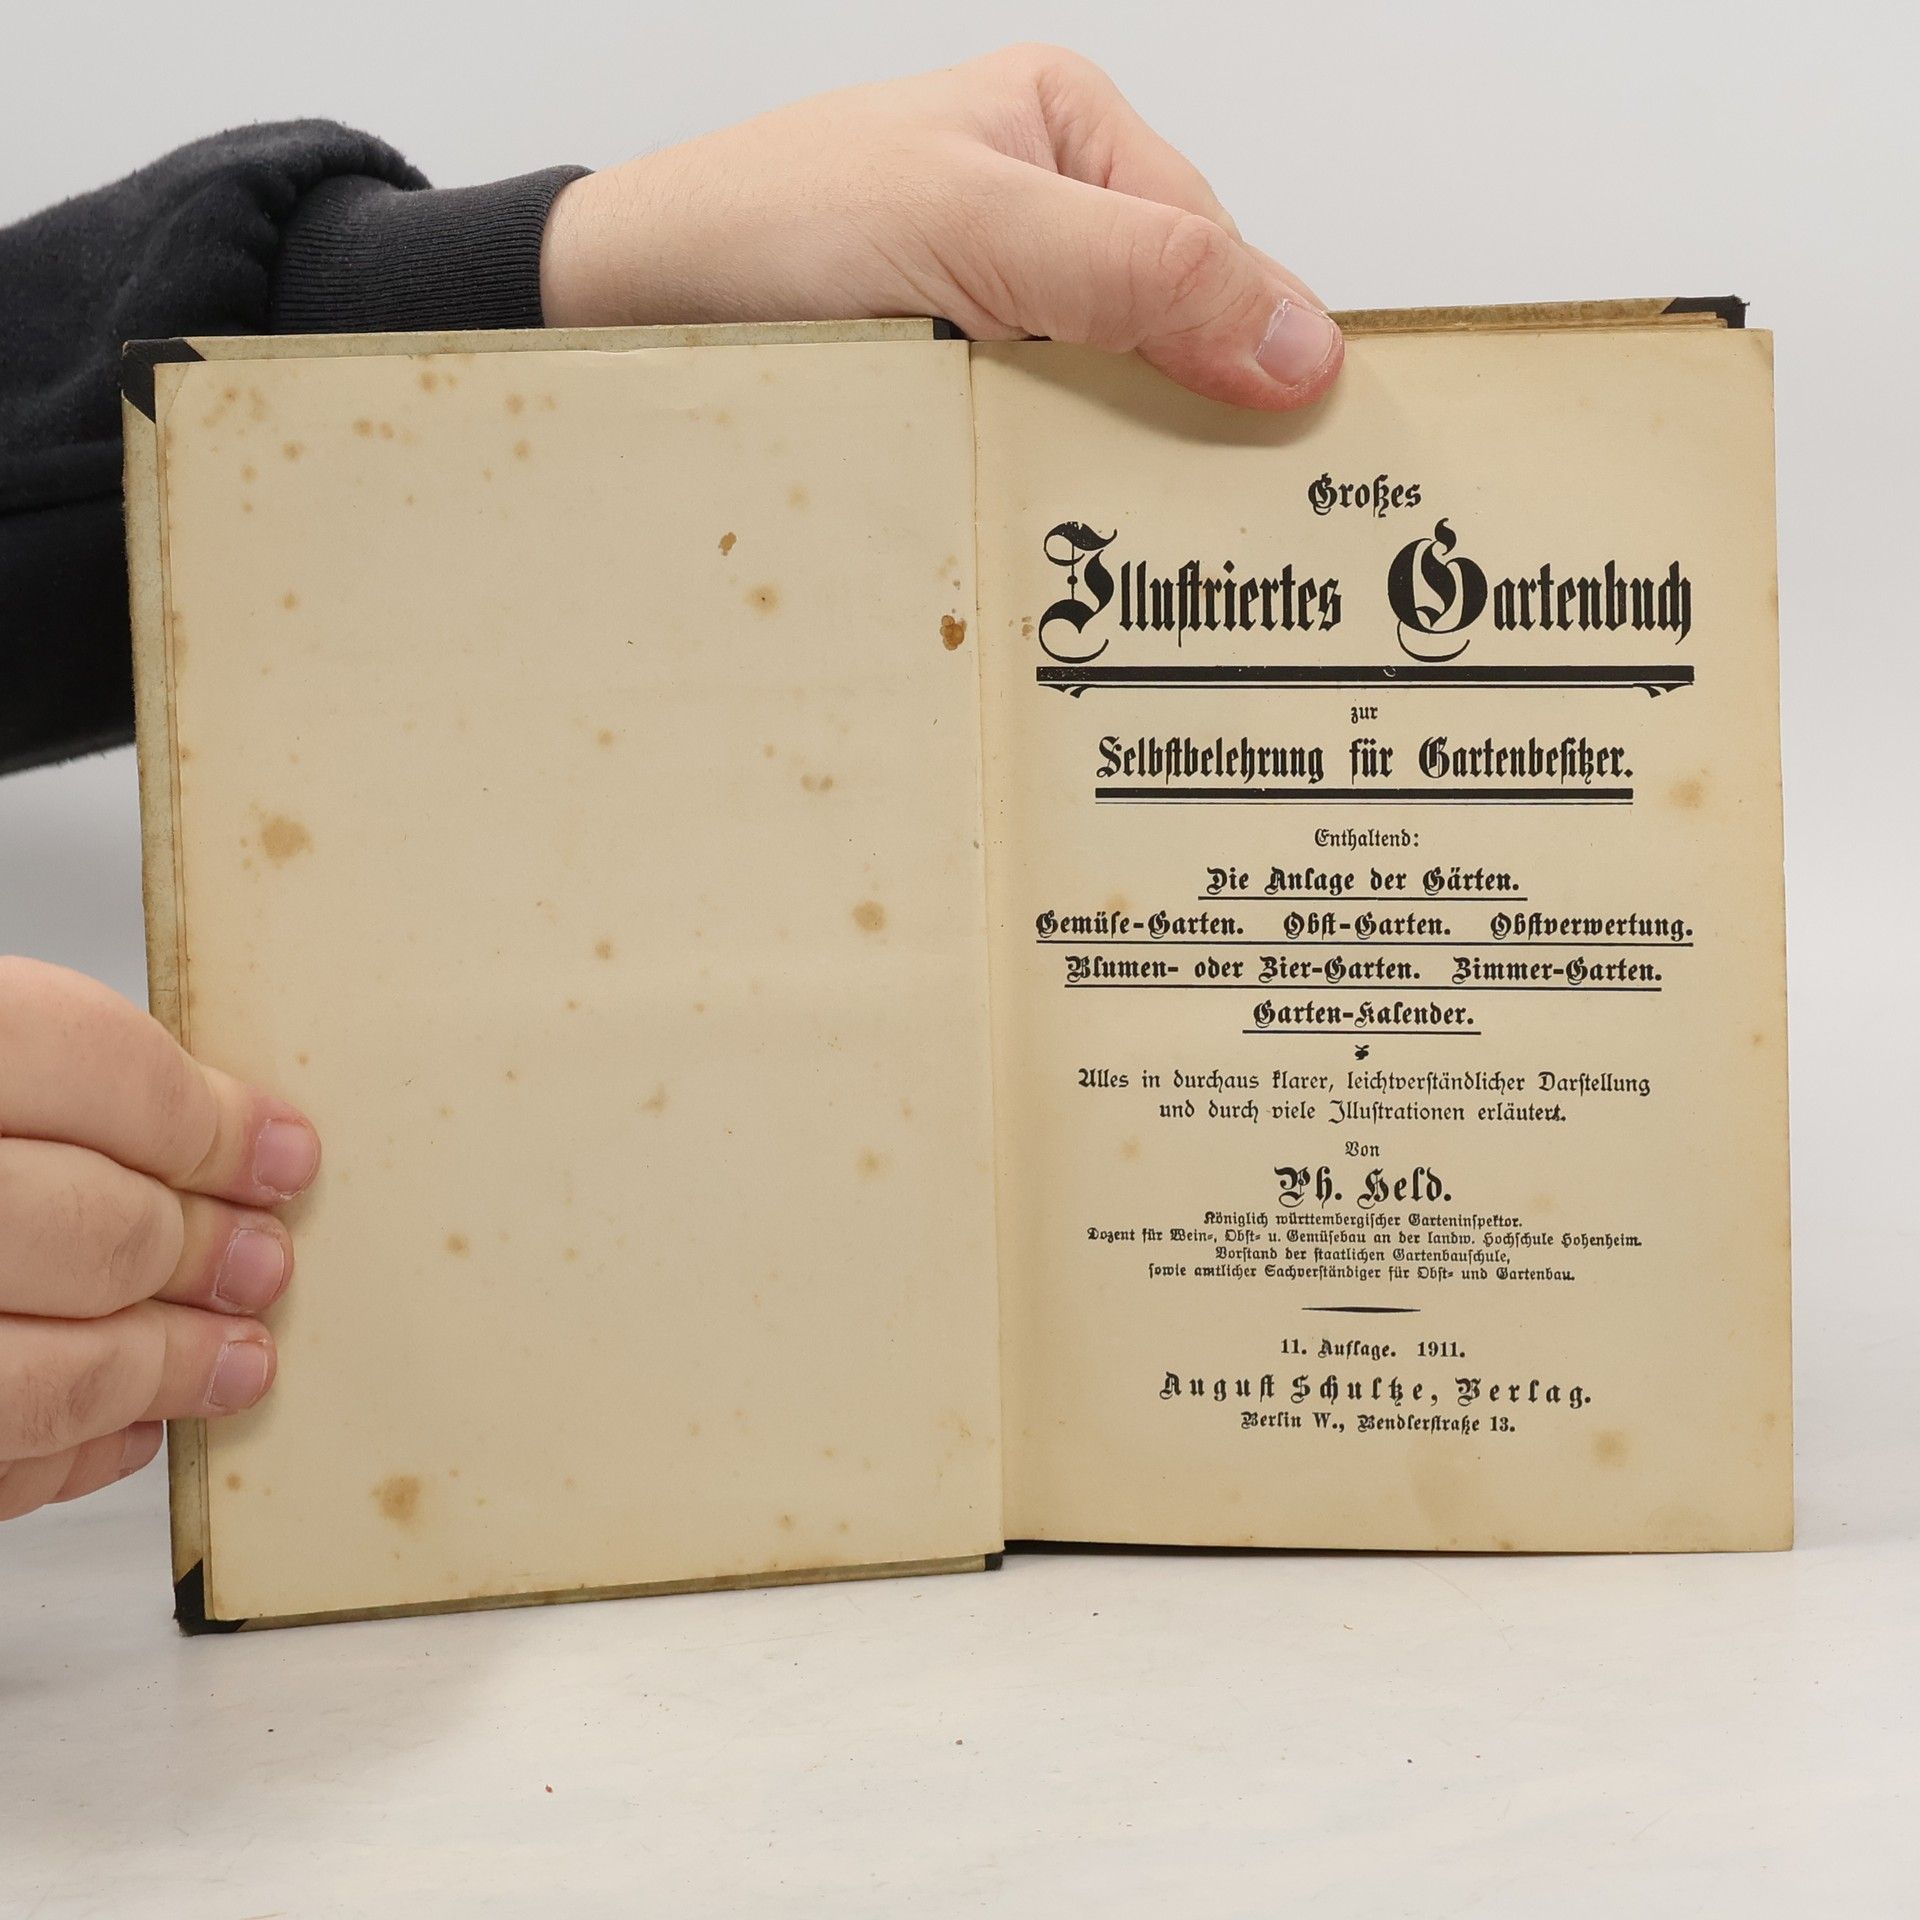 Großes
Illustriertes Gartenbuch
zur
Selbstbelehrung für Gartenbesitzer.
Enthaltend:
Die Anlage der Gärten.
Gemüse-Garten. Obst-Garten. Obstverwertung.
Blumen- oder Zier-Garten. Zimmer-Garten.
Garten-Kalender.
Alles in durchaus klarer, leichtverständlicher Darstellung
und durch viele Illustrationen erläutert.
Von
Ph. Held.
Königlich württembergischer Garteninspektor.
Dozent für Wein-, Obst- u. Gemüsebau an der landw. Hochschule Hohenheim.
Vorstand der staatlichen Gartenbauschule,
sowie amtlicher Sachverständiger für Obst- und Gartenbau.
11. Auflage. 1911.
August Schultze, Verlag.
Berlin W., Bendlerstraße 13.